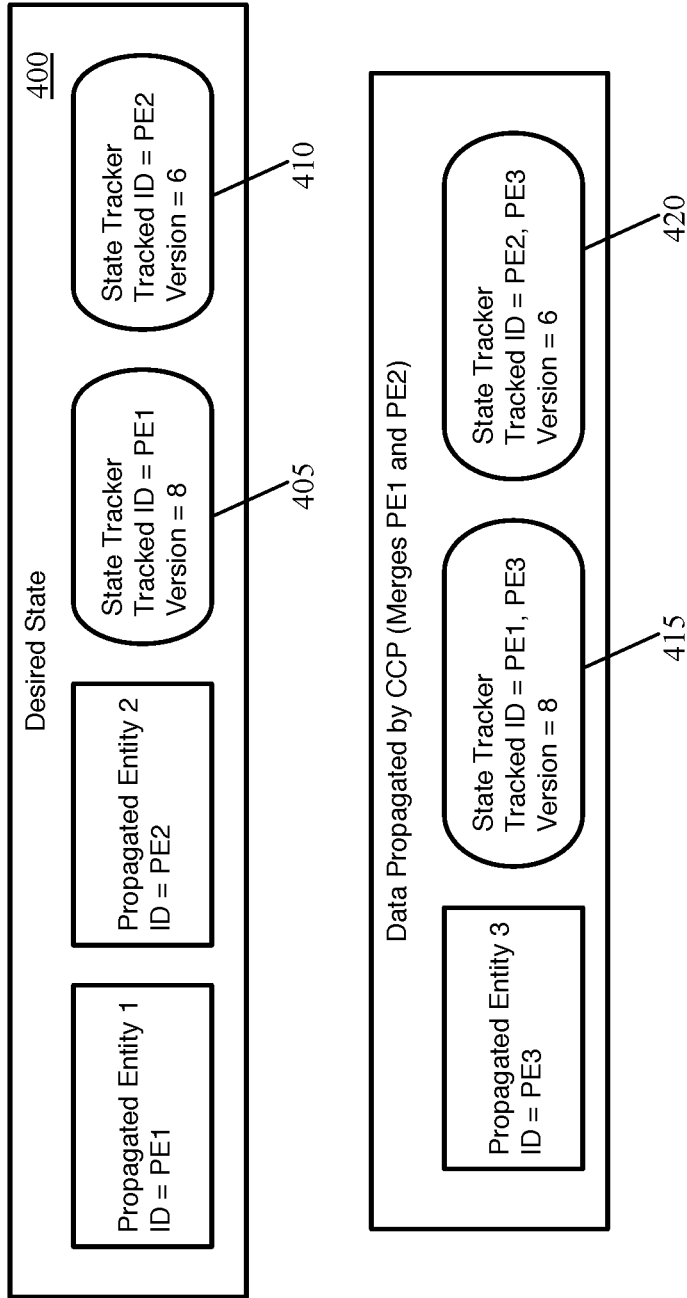 Desired State
400
Propagated Entity 1
ID = PE1
Propagated Entity 2
ID = PE2
State Tracker
Tracked ID = PE1
Version = 8
State Tracker
Tracked ID = PE2
Version = 6
405
410
Data Propagated by CCP (Merges PE1 and PE2)
Propagated Entity 3
ID = PE3
State Tracker
Tracked ID = PE1, PE3
Version = 8
State Tracker
Tracked ID = PE2, PE3
Version = 6
415
420